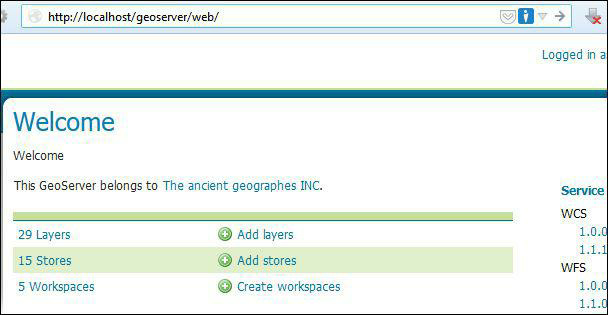 http://localhost/geoserver/web/
Logged in a
Welcome
Welcome
This GeoServer belongs to The ancient geographes INC.
29 Layers Add layers
15 Stores Add stores
5 Workspaces Create workspaces
Service
WCS
1.0.0
1.1.1
WFS
1.0.0
1.1.0